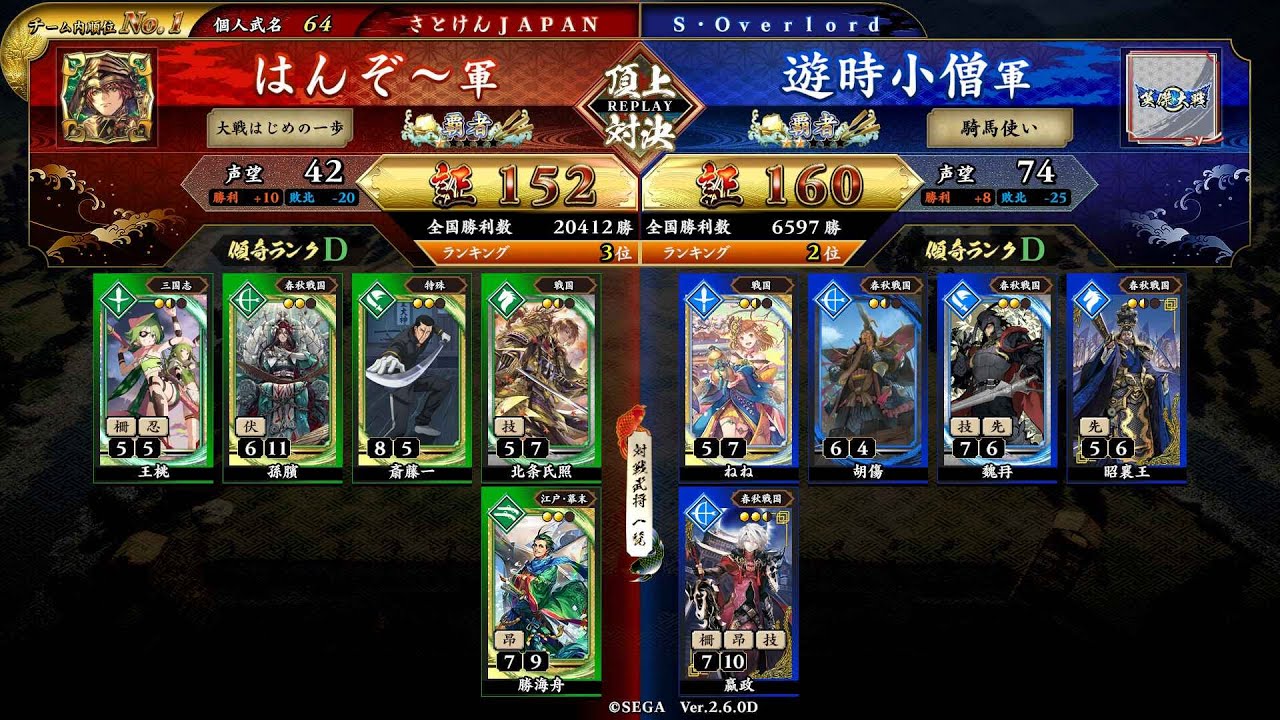 チーム内順位 No.1
個人武名 64
さとけんJAPAN
S・Overlord
はんぞ～軍
頂上
REPLAY
対決
遊時小僧軍
英傑大戦
大戦はじめの一歩
覇者
覇者
騎馬使い
声望 42
勝利 +10 敗北 -20
証 152
証 160
声望 74
勝利 +8 敗北 -25
全国勝利数 20412勝
全国勝利数 6597勝
傾奇ランクD
ランキング 3位
ランキング 2位
傾奇ランクD
三国志
柵 忍
5 5
王桃
春秋戦国
伏
6 11
孫臏
特殊
8 5
斎藤一
戦国
技
5 7
北条氏照
戦国
5 7
ねね
春秋戦国
6 4
胡傷
春秋戦国
技 先
7 6
魏冄
春秋戦国
先
5 6
昭襄王
対戦武将一覧
江戸・幕末
昂
7 9
勝海舟
春秋戦国
柵 昂 技
7 10
嬴政
©SEGA Ver.2.6.0D